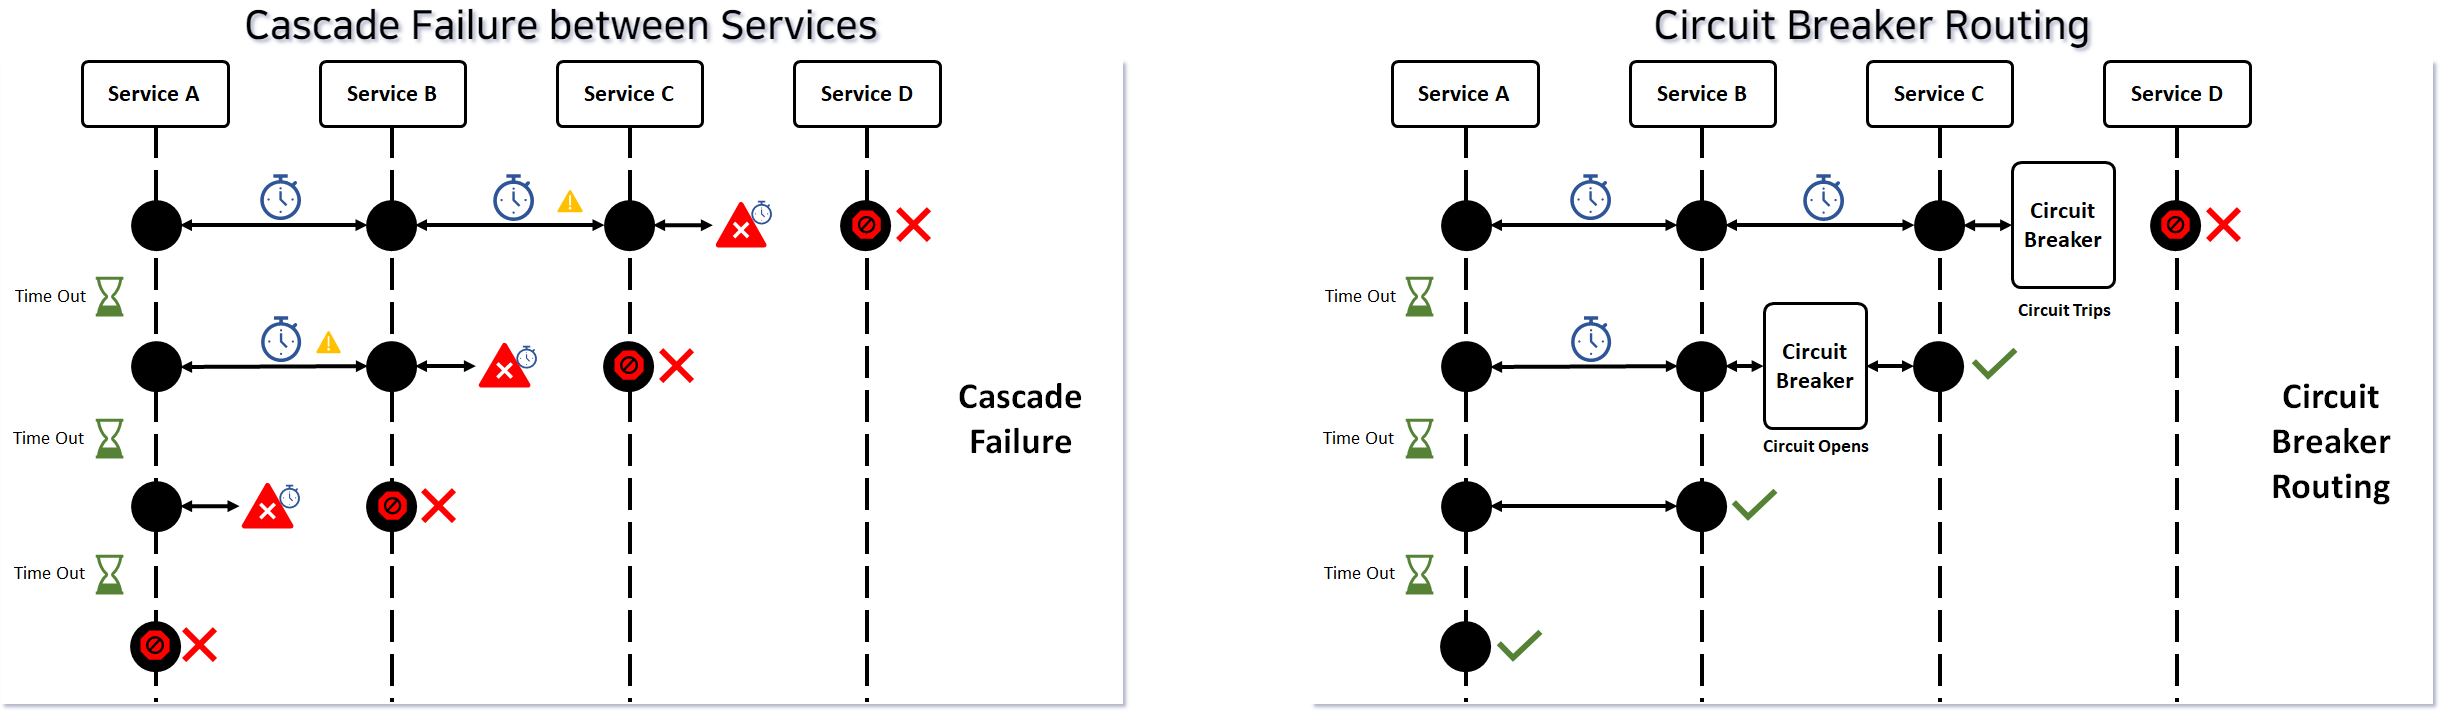 Cascade Failure between Services
Service A
Service B
Service C
Service D
Time Out
Time Out
Time Out
Cascade
Failure
Circuit Breaker Routing
Service A
Service B
Service C
Service D
Circuit
Breaker
Circuit Trips
Time Out
Circuit
Breaker
Circuit Opens
Time Out
Time Out
Circuit
Breaker
Routing